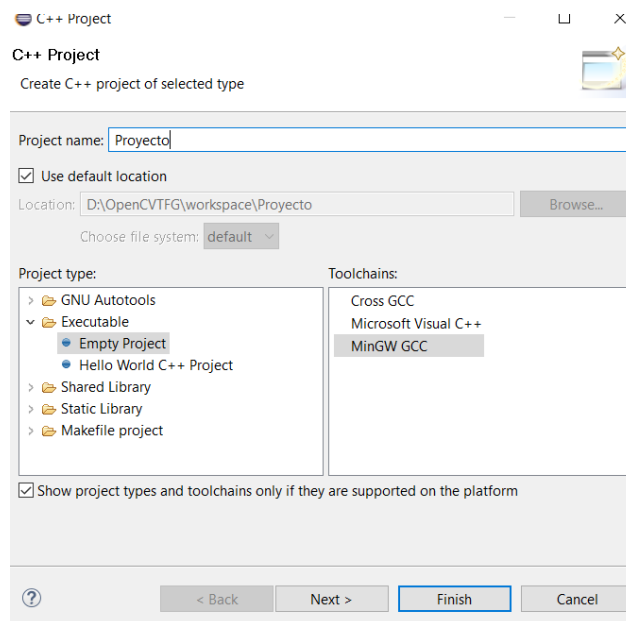 C++ Project
C++ Project
Create C++ project of selected type
Project name: Proyecto
Use default location
Location: D:\OpenCVTFG\workspace\Proyecto Browse...
Choose file system: default
Project type: Toolchains:
GNU Autotools Cross GCC
Executable Microsoft Visual C++
Empty Project MinGW GCC
Hello World C++ Project
Shared Library
Static Library
Makefile project
Show project types and toolchains only if they are supported on the platform
? < Back Next > Finish Cancel